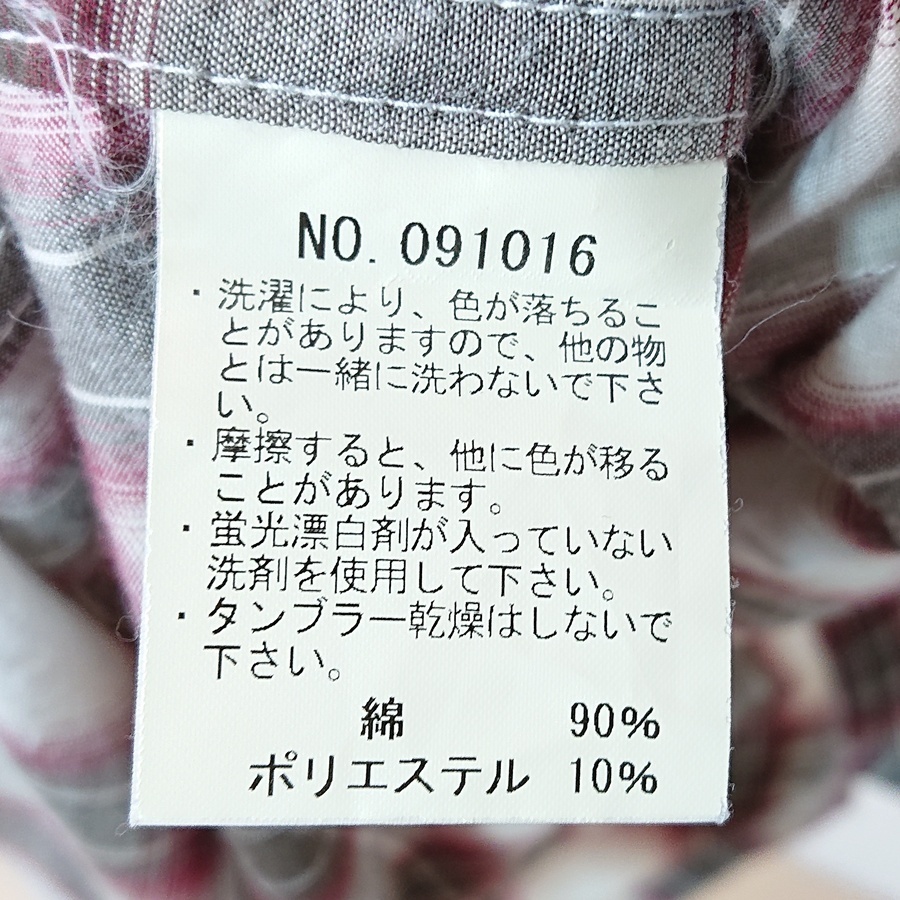 NO. 091016
・洗濯により、色が落ちるこ
とがありますので、他の物
とは一緒に洗わないで下さ
い。
・摩擦すると、他に色が移る
ことがあります。
・蛍光漂白剤が入っていない
洗剤を使用して下さい。
・タンブラー乾燥はしないで
下さい。
綿 90%
ポリエステル 10%